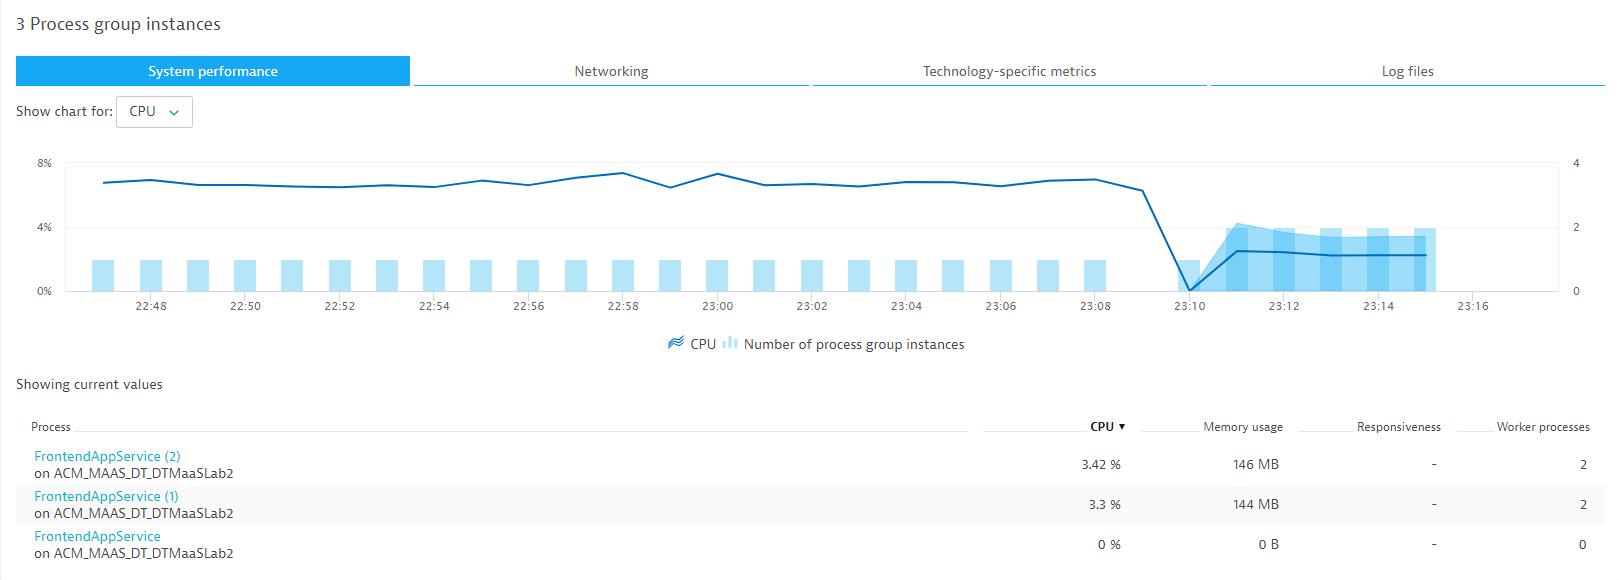 3 Process group instances
System performance Networking Technology-specific metrics Log files
Show chart for: CPU
8% 4
4% 2
0% 0
22:48 22:50 22:52 22:54 22:56 22:58 23:00 23:02 23:04 23:06 23:08 23:10 23:12 23:14 23:16
CPU Number of process group instances
Showing current values
Process CPU ▼ Memory usage Responsiveness Worker processes
FrontendAppService (2)
on ACM_MAAS_DT_DTMaaSLab2
3.42 % 146 MB - 2
FrontendAppService (1)
on ACM_MAAS_DT_DTMaaSLab2
3.3 % 144 MB - 2
FrontendAppService
on ACM_MAAS_DT_DTMaaSLab2
0 % 0 B - 0